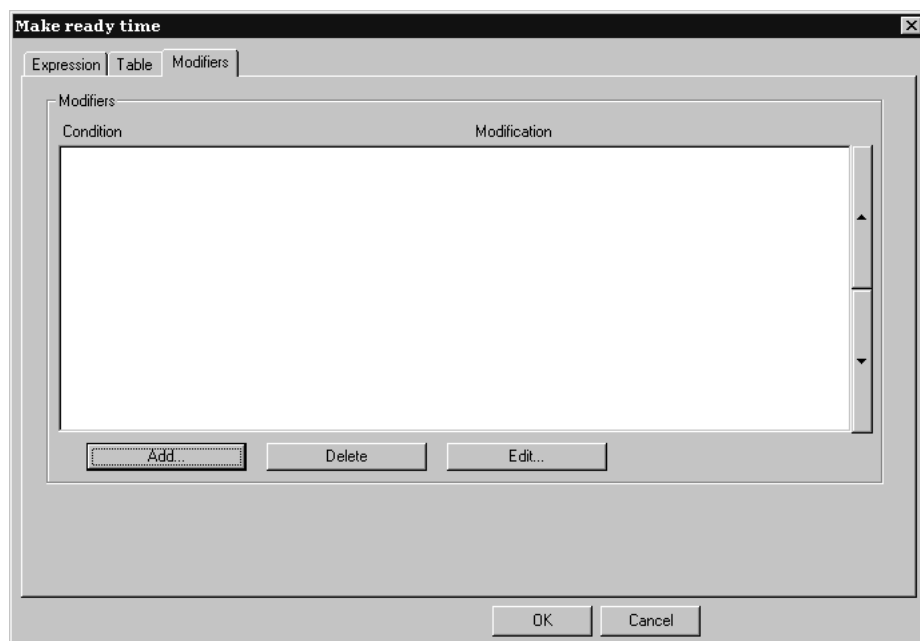 Make ready time
Expression Table Modifiers
Modifiers
Condition Modification
Add... Delete Edit...
OK Cancel